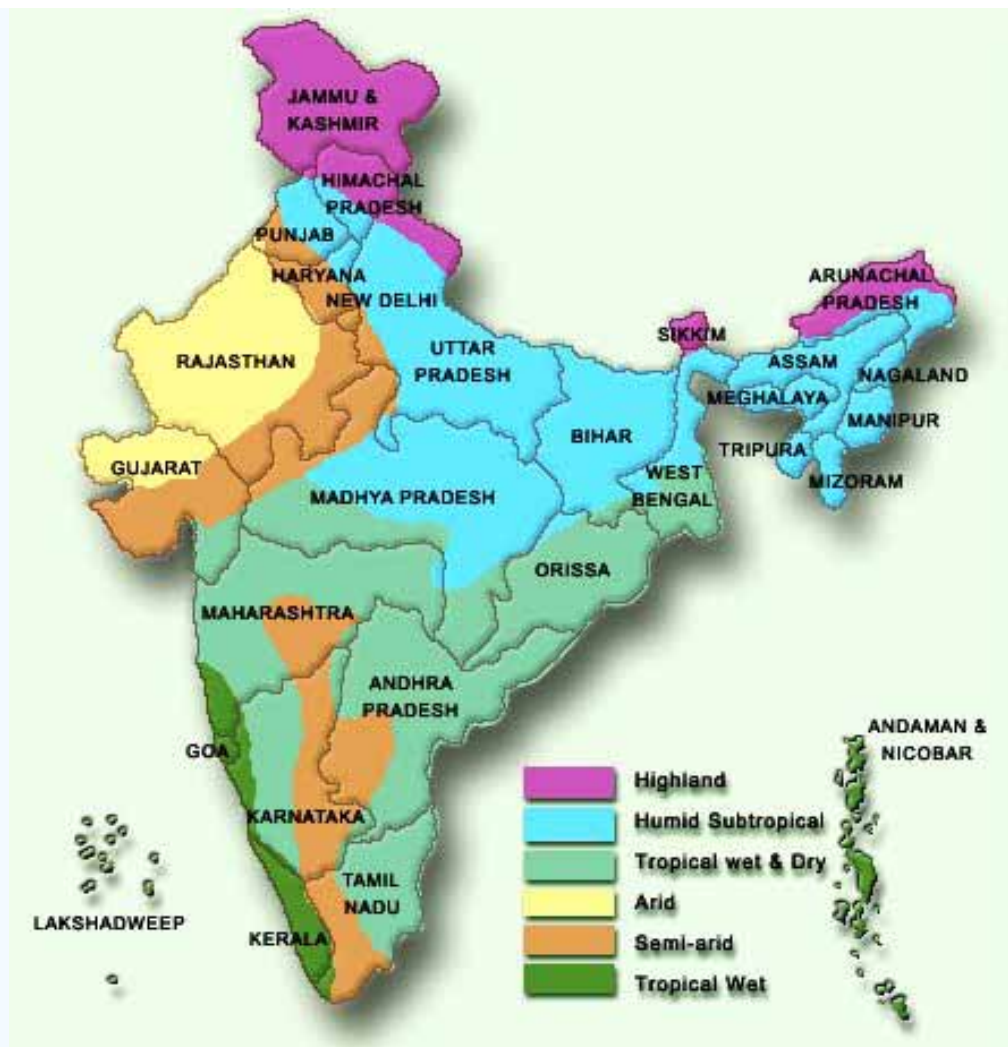 JAMMU &
KASHMIR
HIMACHAL
PRADESH
PUNJAB
HARYANA
NEW DELHI
RAJASTHAN
UTTAR
PRADESH
SIKKIM
ARUNACHAL
PRADESH
ASSAM
NAGALAND
MEGHALAYA
MANIPUR
TRIPURA
MIZORAM
BIHAR
WEST
BENGAL
GUJARAT
MADHYA PRADESH
ORISSA
MAHARASHTRA
ANDHRA
PRADESH
GOA
KARNATAKA
TAMIL
NADU
KERALA
LAKSHADWEEP
ANDAMAN &
NICOBAR
Highland
Humid Subtropical
Tropical wet & Dry
Arid
Semi-arid
Tropical Wet